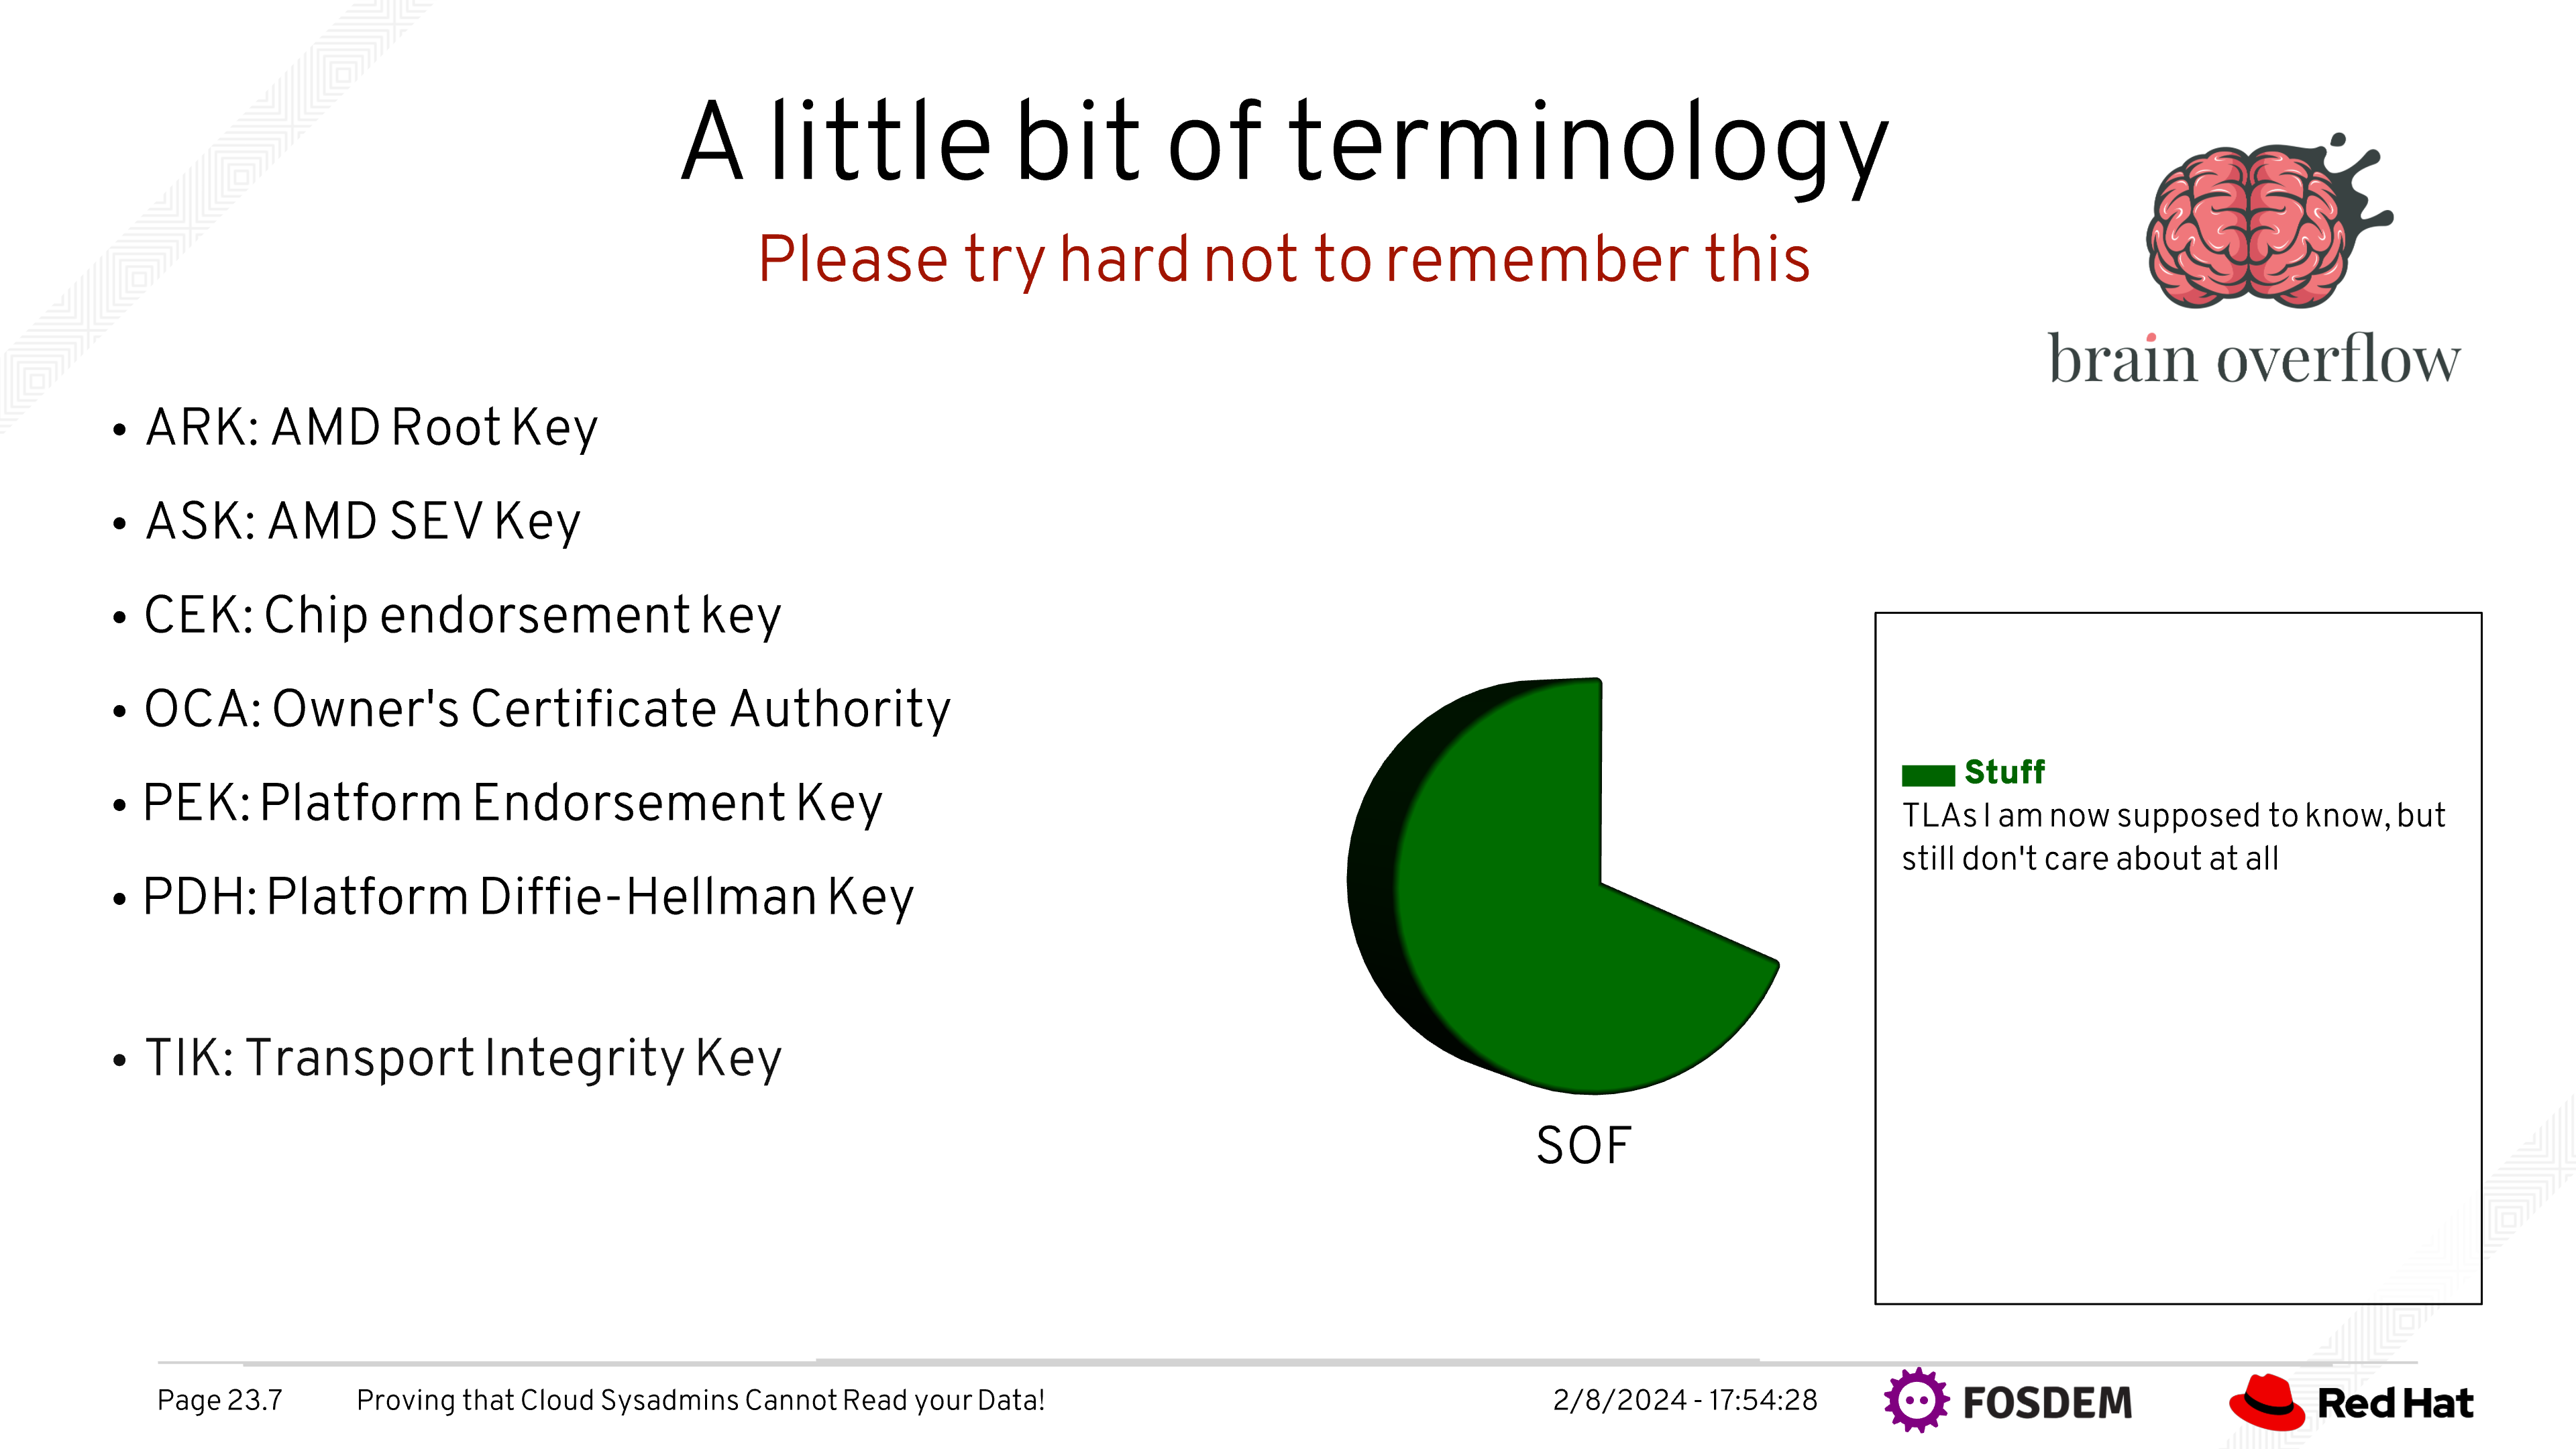 A little bit of terminology
Please try hard not to remember this
brain overflow
• ARK: AMD Root Key
• ASK: AMD SEV Key
• CEK: Chip endorsement key
• OCA: Owner's Certificate Authority
• PEK: Platform Endorsement Key
• PDH: Platform Diffie-Hellman Key
• TIK: Transport Integrity Key
SOF
Stuff
TLAs I am now supposed to know, but
still don't care about at all
Page 23.7 Proving that Cloud Sysadmins Cannot Read your Data! 2/8/2024 - 17:54:28 FOSDEM Red Hat